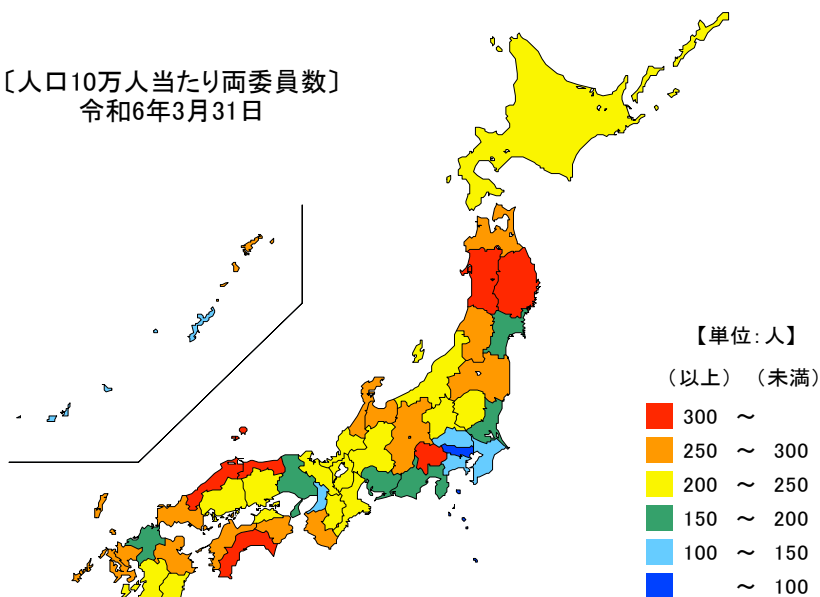 〔人口10万人当たり両委員数〕
令和6年3月31日
【単位:人】
(以上) (未満)
300 ～
250 ～ 300
200 ～ 250
150 ～ 200
100 ～ 150
～ 100